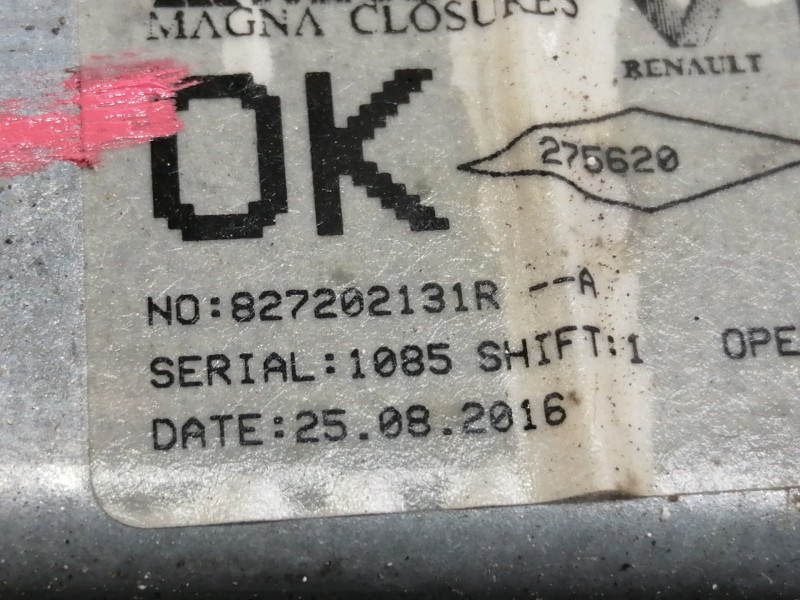 MAGNA CLOSURES
RENAULT
OK
275620
NO:827202131R --A
SERIAL:1085 SHIFT:1 OPE
DATE:25.08.2016